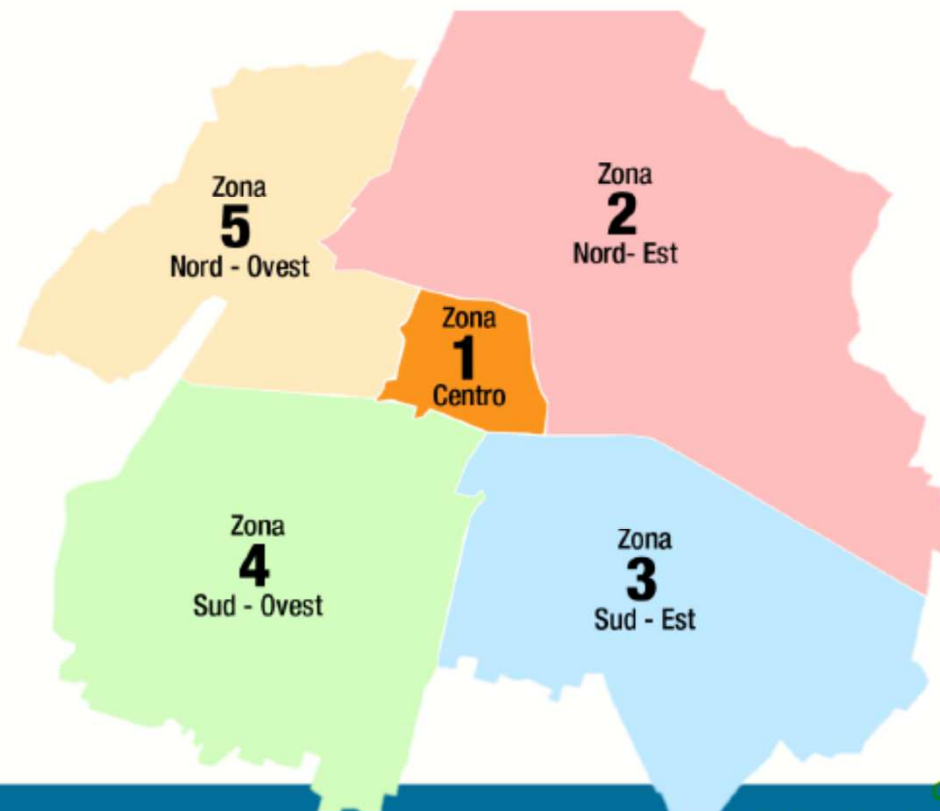 Zona
5
Nord - Ovest
Zona
2
Nord- Est
Zona
1
Centro
Zona
4
Sud - Ovest
Zona
3
Sud - Est